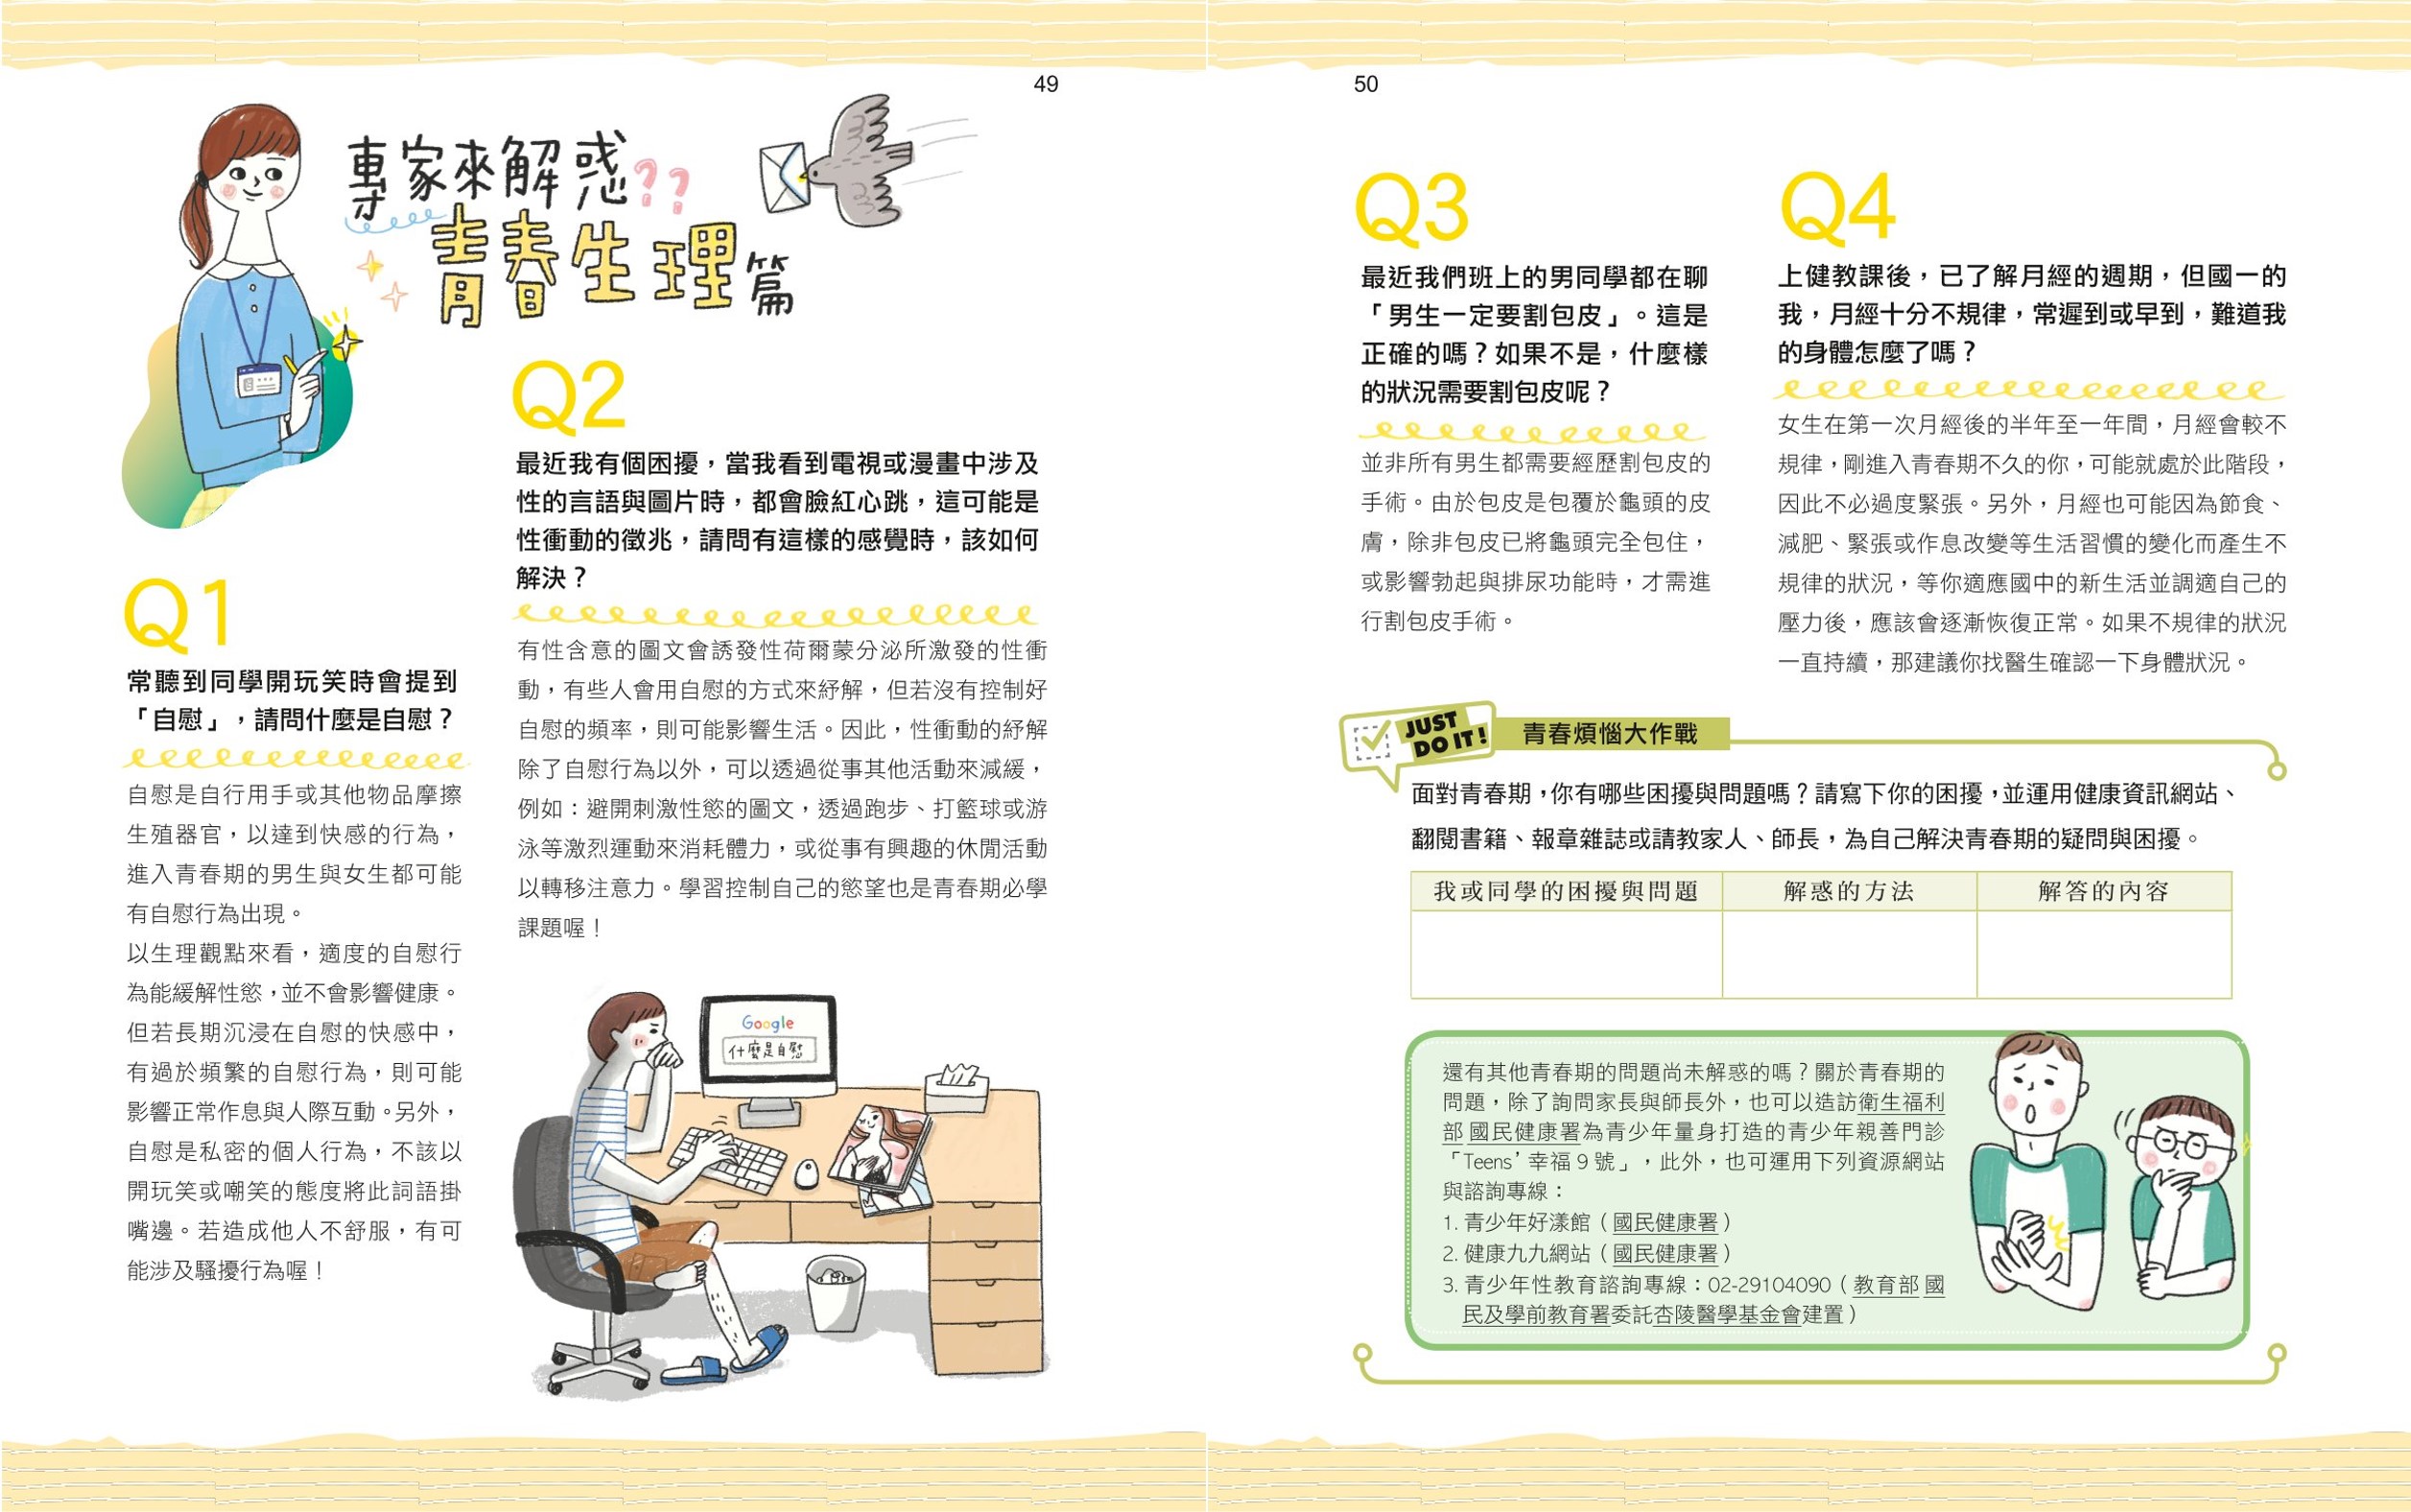 49
專家來解惑??
青春生理篇
Q1
常聽到同學開玩笑時會提到
「自慰」，請問什麼是自慰？
自慰是自行用手或其他物品摩擦
生殖器官，以達到快感的行為，
進入青春期的男生與女生都可能
有自慰行為出現。
以生理觀點來看，適度的自慰行
為能緩解性慾，並不會影響健康。
但若長期沉浸在自慰的快感中，
有過於頻繁的自慰行為，則可能
影響正常作息與人際互動。另外，
自慰是私密的個人行為，不該以
開玩笑或嘲笑的態度將此詞語掛
嘴邊。若造成他人不舒服，有可
能涉及騷擾行為喔！
Q2
最近我有個困擾，當我看到電視或漫畫中涉及
性的言語與圖片時，都會臉紅心跳，這可能是
性衝動的徵兆，請問有這樣的感覺時，該如何
解決？
有性含意的圖文會誘發性荷爾蒙分泌所激發的性衝
動，有些人會用自慰的方式來紓解，但若沒有控制好
自慰的頻率，則可能影響生活。因此，性衝動的紓解
除了自慰行為以外，可以透過從事其他活動來減緩，
例如：避開刺激性慾的圖文，透過跑步、打籃球或游
泳等激烈運動來消耗體力，或從事有興趣的休閒活動
以轉移注意力。學習控制自己的慾望也是青春期必學
課題喔！
Google
什麼是自慰
50
Q3
最近我們班上的男同學都在聊
「男生一定要割包皮」。這是
正確的嗎？如果不是，什麼樣
的狀況需要割包皮呢？
並非所有男生都需要經歷割包皮的
手術。由於包皮是包覆於龜頭的皮
膚，除非包皮已將龜頭完全包住，
或影響勃起與排尿功能時，才需進
行割包皮手術。
Q4
上健教課後，已了解月經的週期，但國一的
我，月經十分不規律，常遲到或早到，難道我
的身體怎麼了嗎？
女生在第一次月經後的半年至一年間，月經會較不
規律，剛進入青春期不久的你，可能就處於此階段，
因此不必過度緊張。另外，月經也可能因為節食、
減肥、緊張或作息改變等生活習慣的變化而產生不
規律的狀況，等你適應國中的新生活並調適自己的
壓力後，應該會逐漸恢復正常。如果不規律的狀況
一直持續，那建議你找醫生確認一下身體狀況。
JUST
DO IT!
青春煩惱大作戰
面對青春期，你有哪些困擾與問題嗎？請寫下你的困擾，並運用健康資訊網站、
翻閱書籍、報章雜誌或請教家人、師長，為自己解決青春期的疑問與困擾。
我或同學的困擾與問題 解惑的方法 解答的內容
還有其他青春期的問題尚未解惑的嗎？關於青春期的
問題，除了詢問家長與師長外，也可以造訪衛生福利
部國民健康署為青少年量身打造的青少年親善門診
「Teens’幸福9號」，此外，也可運用下列資源網站
與諮詢專線：
1. 青少年好漾館（國民健康署）
2. 健康九九網站（國民健康署）
3. 青少年性教育諮詢專線：02-29104090（教育部國
民及學前教育署委託杏陵醫學基金會建置）